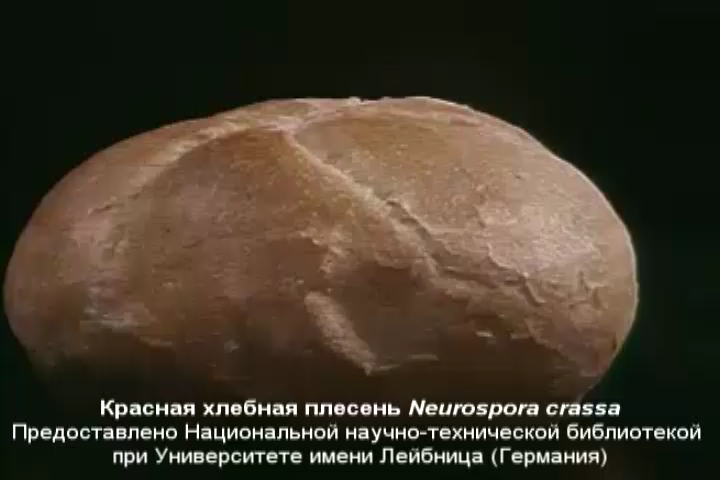 Красная хлебная плесень Neurospora crassa
Предоставлено Национальной научно-технической библиотекой
при Университете имени Лейбница (Германия)